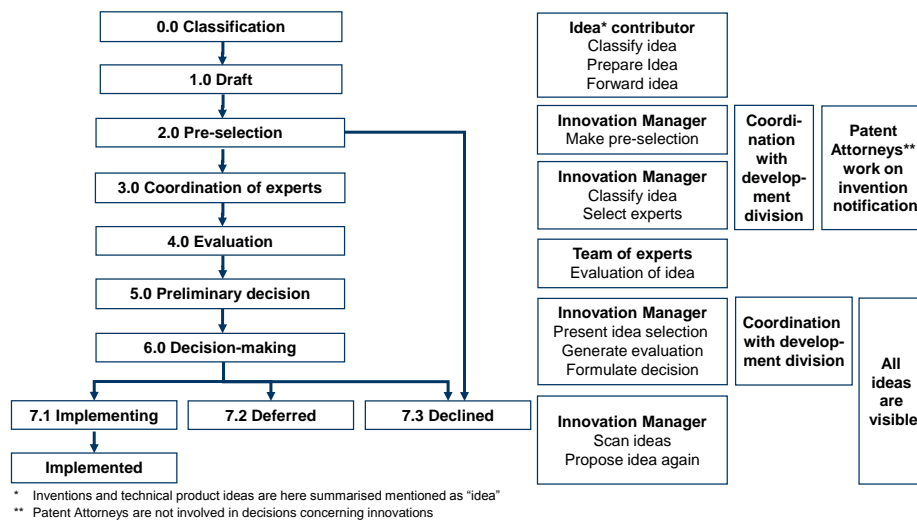 0.0 Classification
1.0 Draft
2.0 Pre-selection
3.0 Coordination of experts
4.0 Evaluation
5.0 Preliminary decision
6.0 Decision-making
7.1 Implementing
7.2 Deferred
7.3 Declined
Implemented
Idea* contributor
Classify idea
Prepare Idea
Forward idea
Innovation Manager
Make pre-selection
Innovation Manager
Classify idea
Select experts
Coordi-
nation
with
develop-
ment
division
Patent
Attorneys**
work on
invention
notification
Team of experts
Evaluation of idea
Innovation Manager
Present idea selection
Generate evaluation
Formulate decision
Coordination
with develop-
ment division
All
ideas
are
visible
Innovation Manager
Scan ideas
Propose idea again
* Inventions and technical product ideas are here summarised mentioned as “idea”
** Patent Attorneys are not involved in decisions concerning innovations